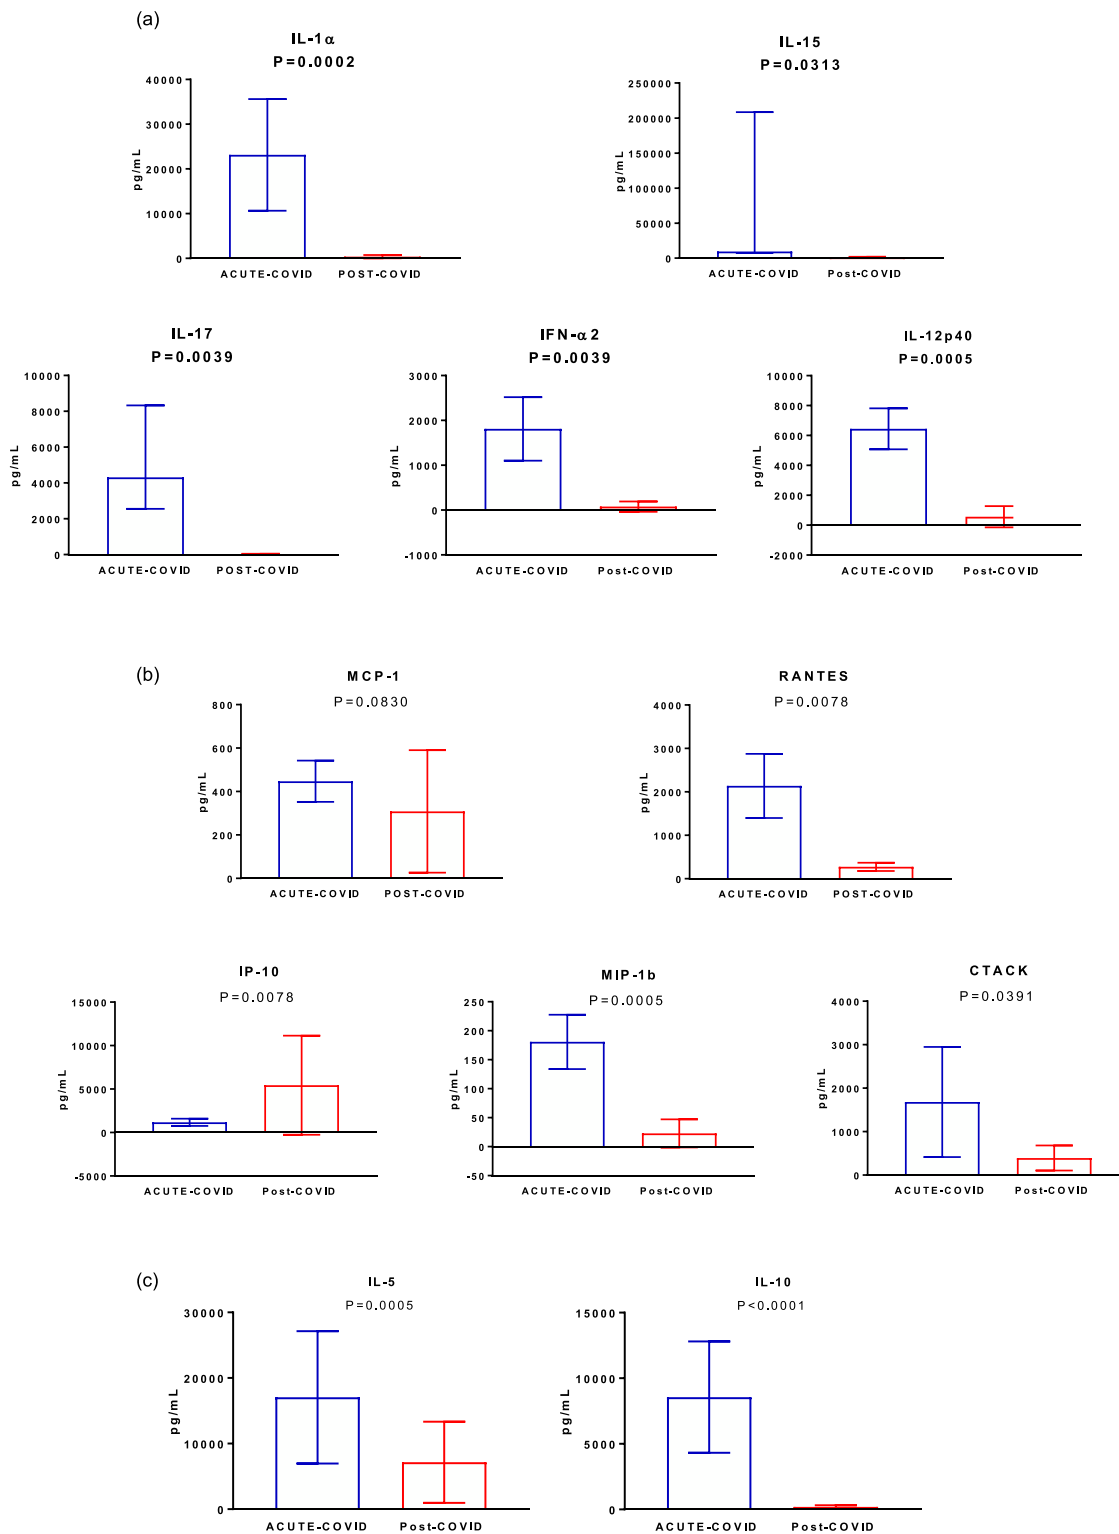 (a)
IL-1α
P=0.0002
pg/mL
40000
30000
20000
10000
0
ACUTE-COVID POST-COVID
IL-15
P=0.0313
pg/mL
250000
200000
150000
100000
50000
0
ACUTE-COVID Post-COVID
IL-17
P=0.0039
pg/mL
10000
8000
6000
4000
2000
0
ACUTE-COVID POST-COVID
IFN-α2
P=0.0039
pg/mL
3000
2000
1000
0
-1000
ACUTE-COVID Post-COVID
IL-12p40
P=0.0005
pg/mL
10000
8000
6000
4000
2000
0
-2000
ACUTE-COVID Post-COVID
(b)
MCP-1
P=0.0830
pg/mL
800
600
400
200
0
ACUTE-COVID POST-COVID
RANTES
P=0.0078
pg/mL
4000
3000
2000
1000
0
ACUTE-COVID POST-COVID
IP-10
P=0.0078
pg/mL
15000
10000
5000
0
-5000
ACUTE-COVID Post-COVID
MIP-1b
P=0.0005
pg/mL
250
200
150
100
50
0
-50
ACUTE-COVID Post-COVID
CTACK
P=0.0391
pg/mL
4000
3000
2000
1000
0
ACUTE-COVID Post-COVID
(c)
IL-5
P=0.0005
pg/mL
30000
20000
10000
0
ACUTE-COVID Post-COVID
IL-10
P<0.0001
pg/mL
15000
10000
5000
0
ACUTE-COVID Post-COVID